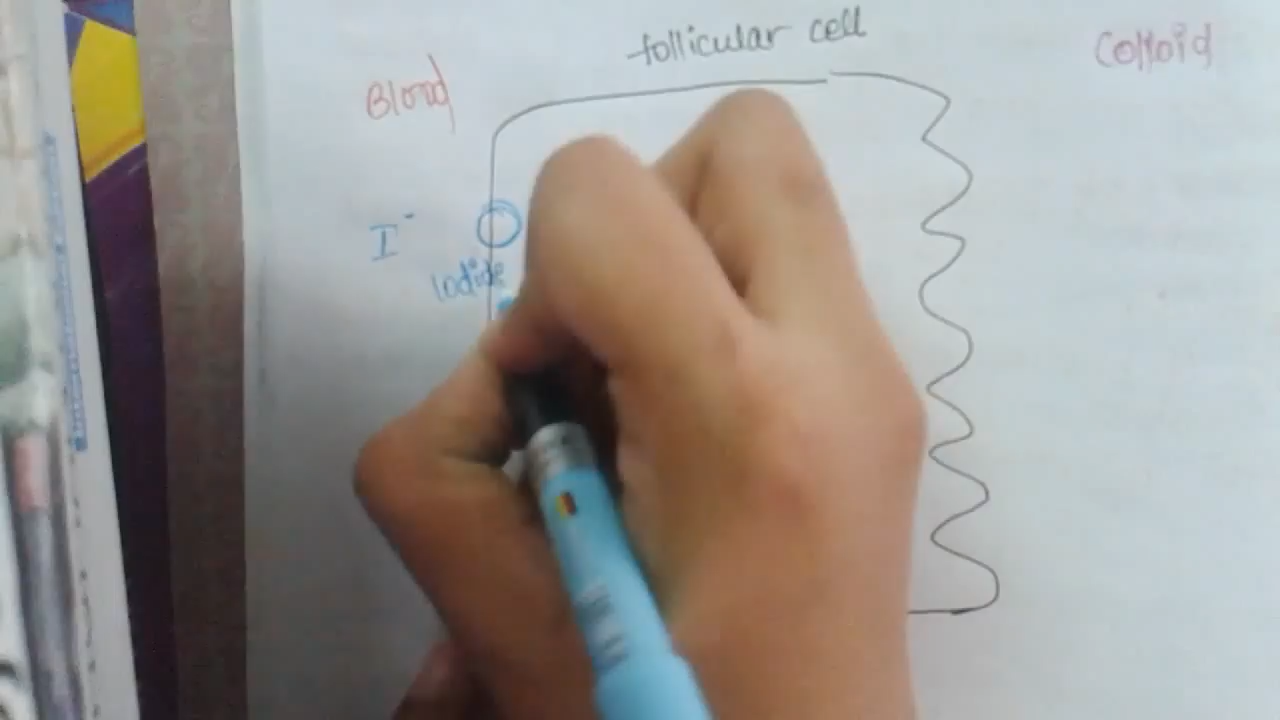 follicular cell
Colloid
Blood
I⁻
Iodide